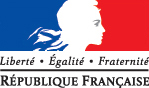 Liberté • Égalité • Fraternité
RÉPUBLIQUE FRANÇAISE